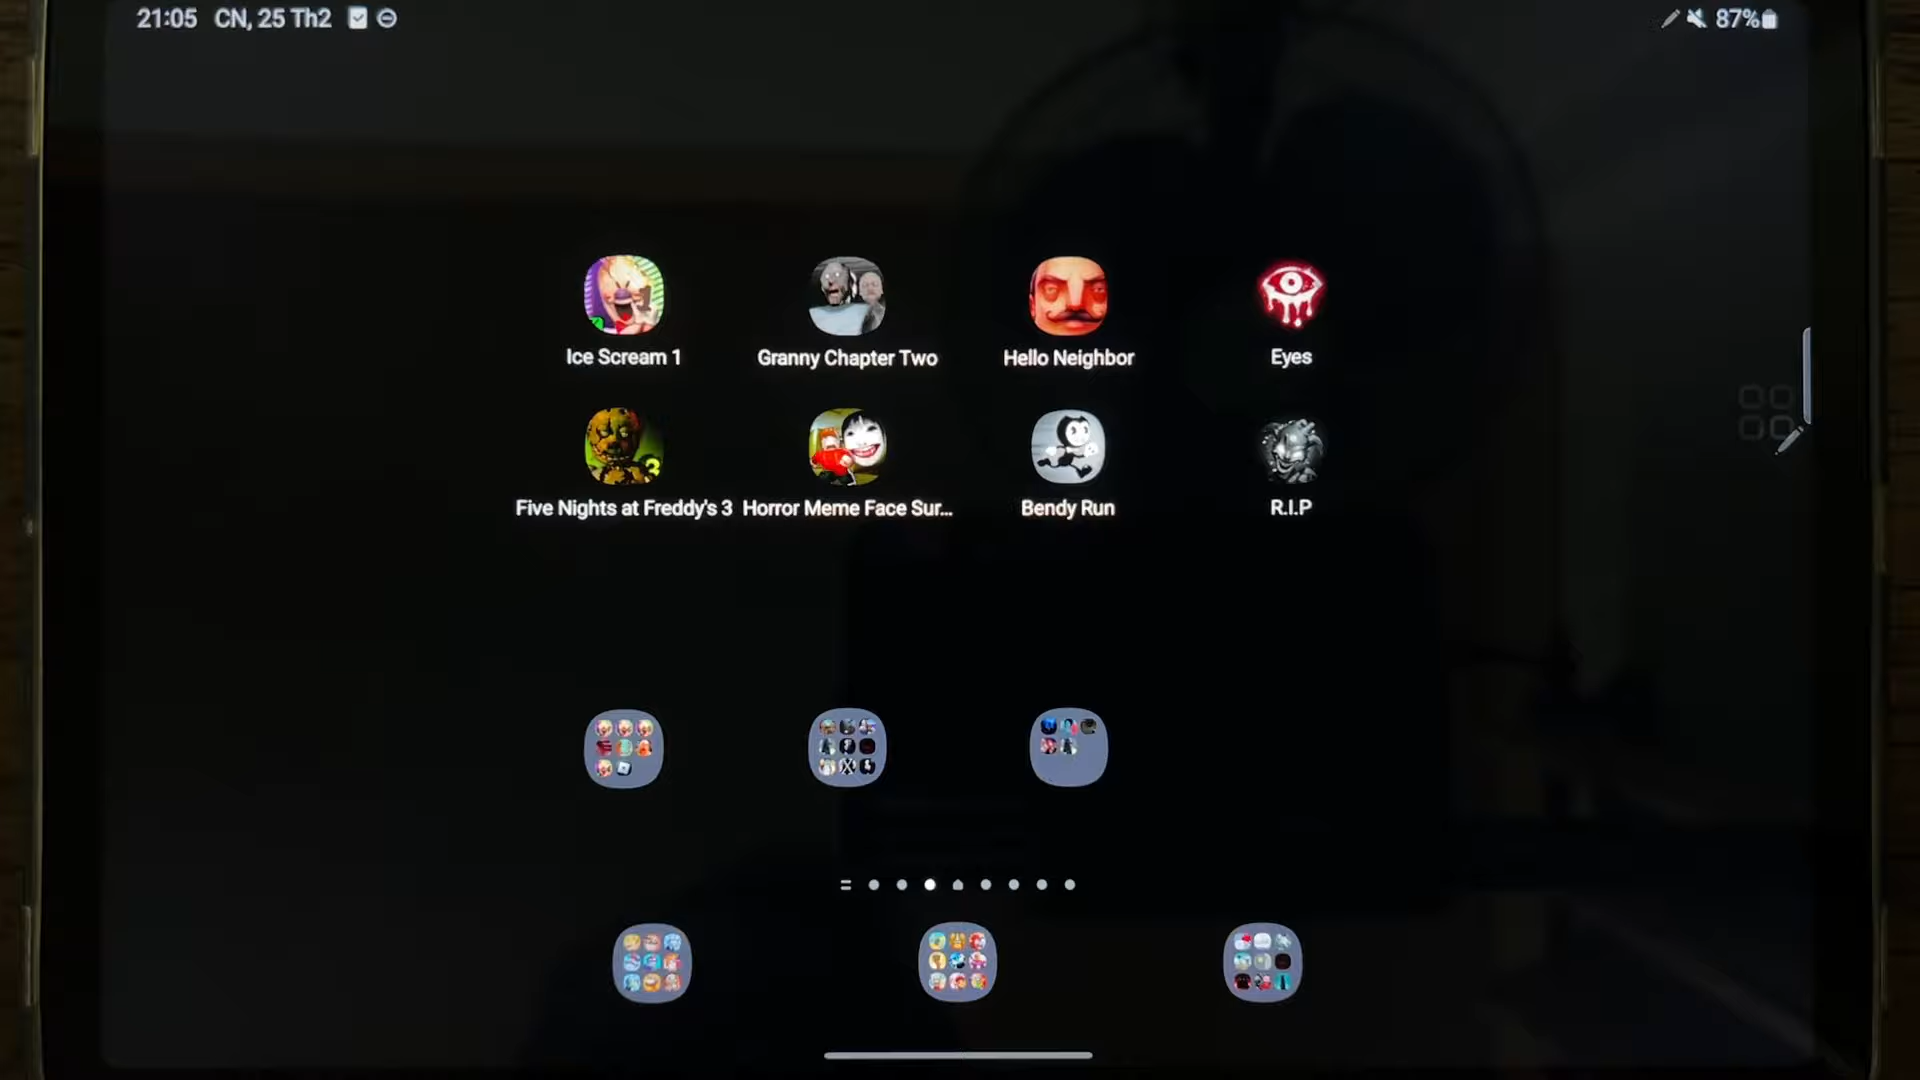 21:05 CN, 25 Th2
87%
Ice Scream 1
Granny Chapter Two
Hello Neighbor
Eyes
3
Five Nights at Freddy's 3
Horror Meme Face Sur...
Bendy Run
R.I.P